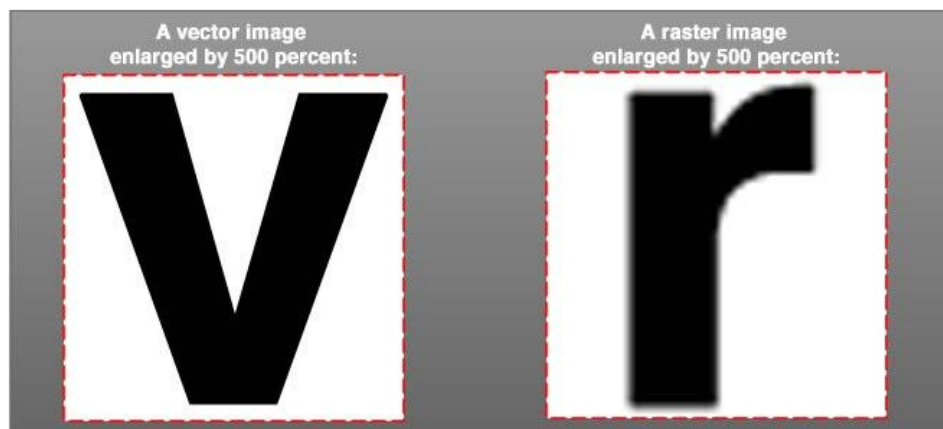 A vector image
enlarged by 500 percent:
v
A raster image
enlarged by 500 percent:
r